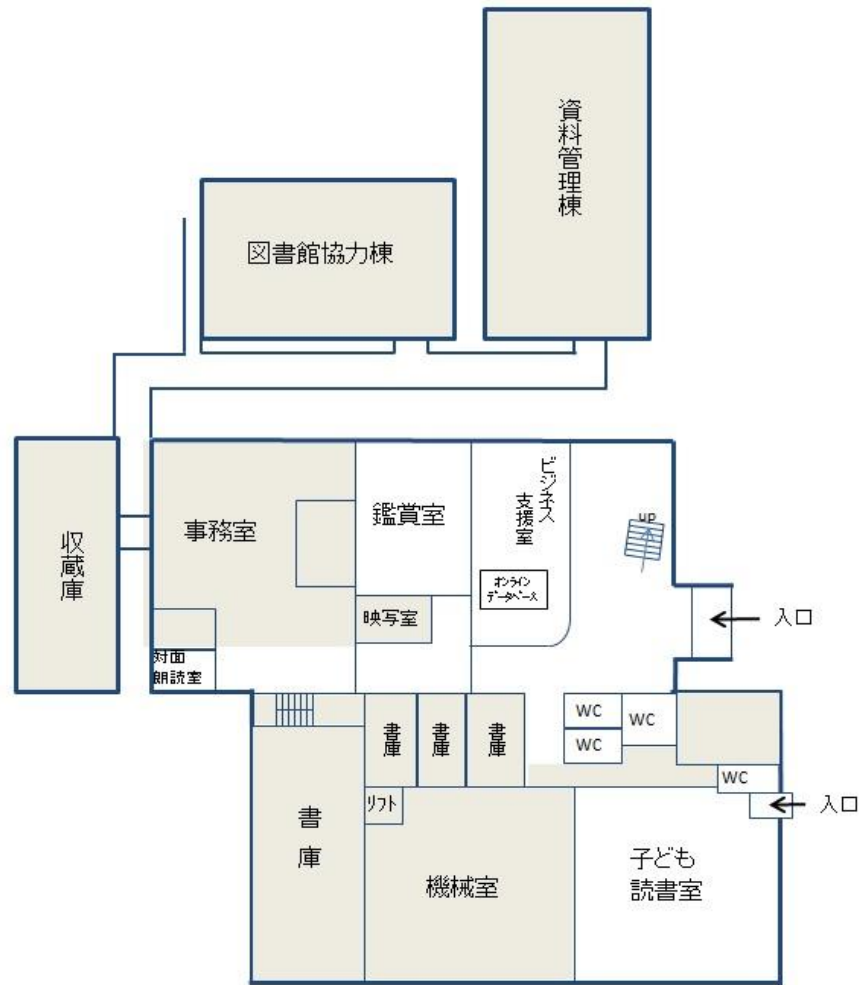 資料管理棟
図書館協力棟
収蔵庫
事務室
鑑賞室
ビジネス
支援室
オンライン
データベース
UP
入口
映写室
対面
朗読室
書庫
書庫
書庫
WC
WC
WC
WC
入口
リフト
書庫
機械室
子ども
読書室